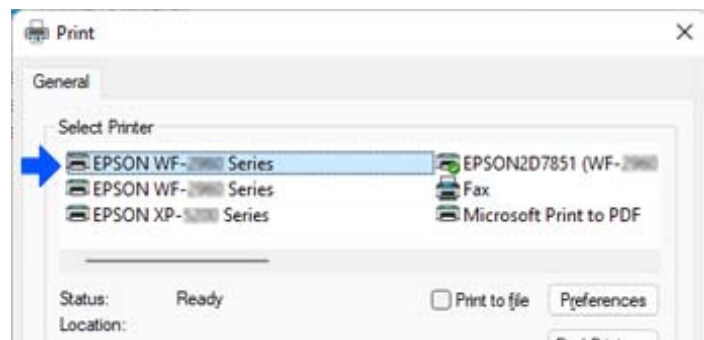 Print
General
Select Printer
EPSON WF- Series
EPSON WF- Series
EPSON XP- Series
EPSON2D7851 (WF-
Fax
Microsoft Print to PDF
Status: Ready
Print to file
Preferences
Location: